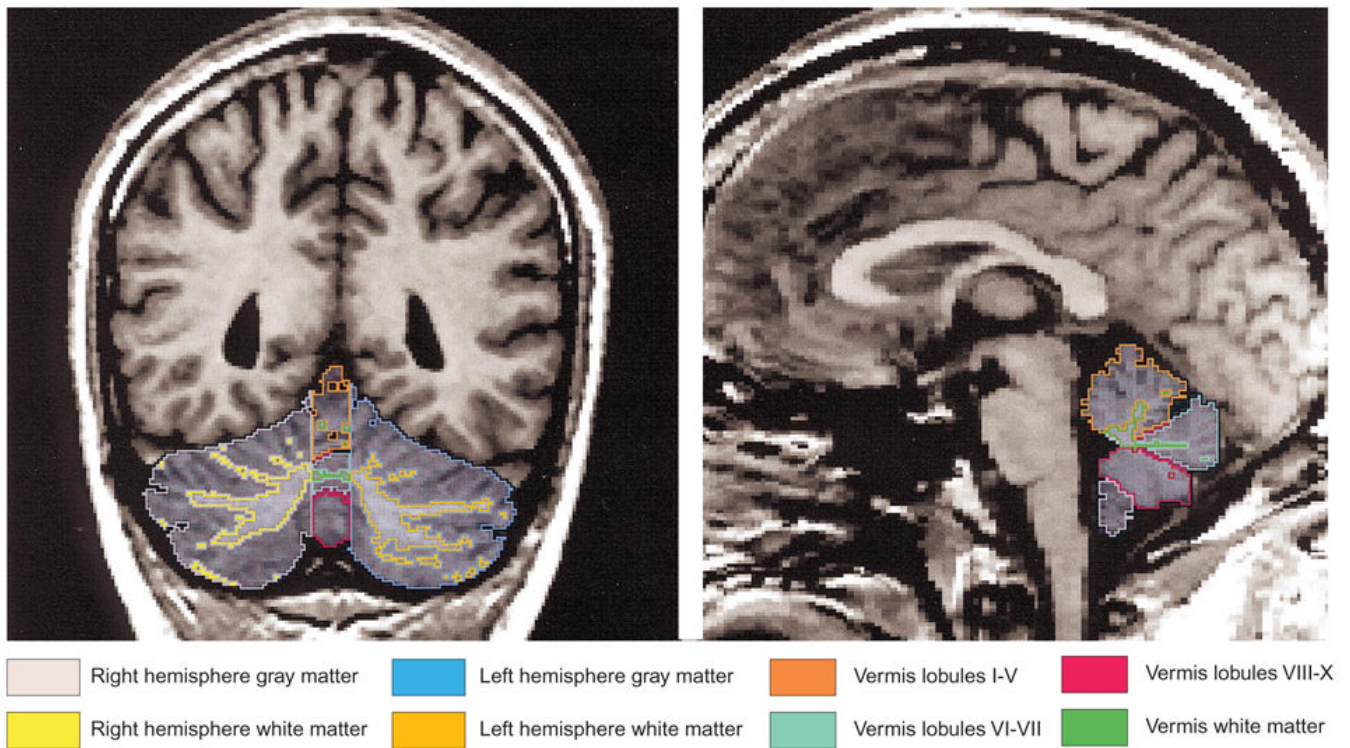 Right hemisphere gray matter
Left hemisphere gray matter
Vermis lobules I-V
Vermis lobules VIII-X
Right hemisphere white matter
Left hemisphere white matter
Vermis lobules VI-VII
Vermis white matter